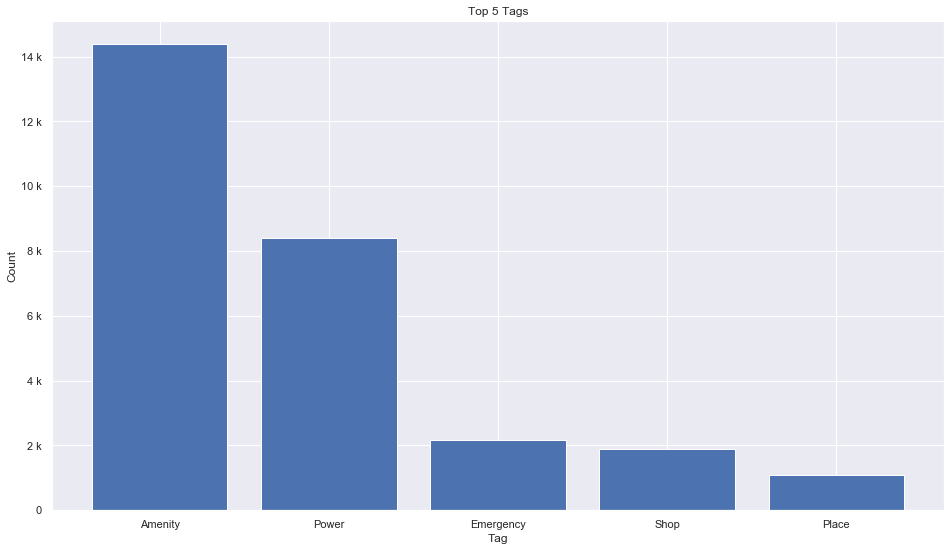 Top 5 Tags
14 k
12 k
10 k
8 k
6 k
4 k
2 k
0
Count
Amenity Power Emergency Shop Place
Tag